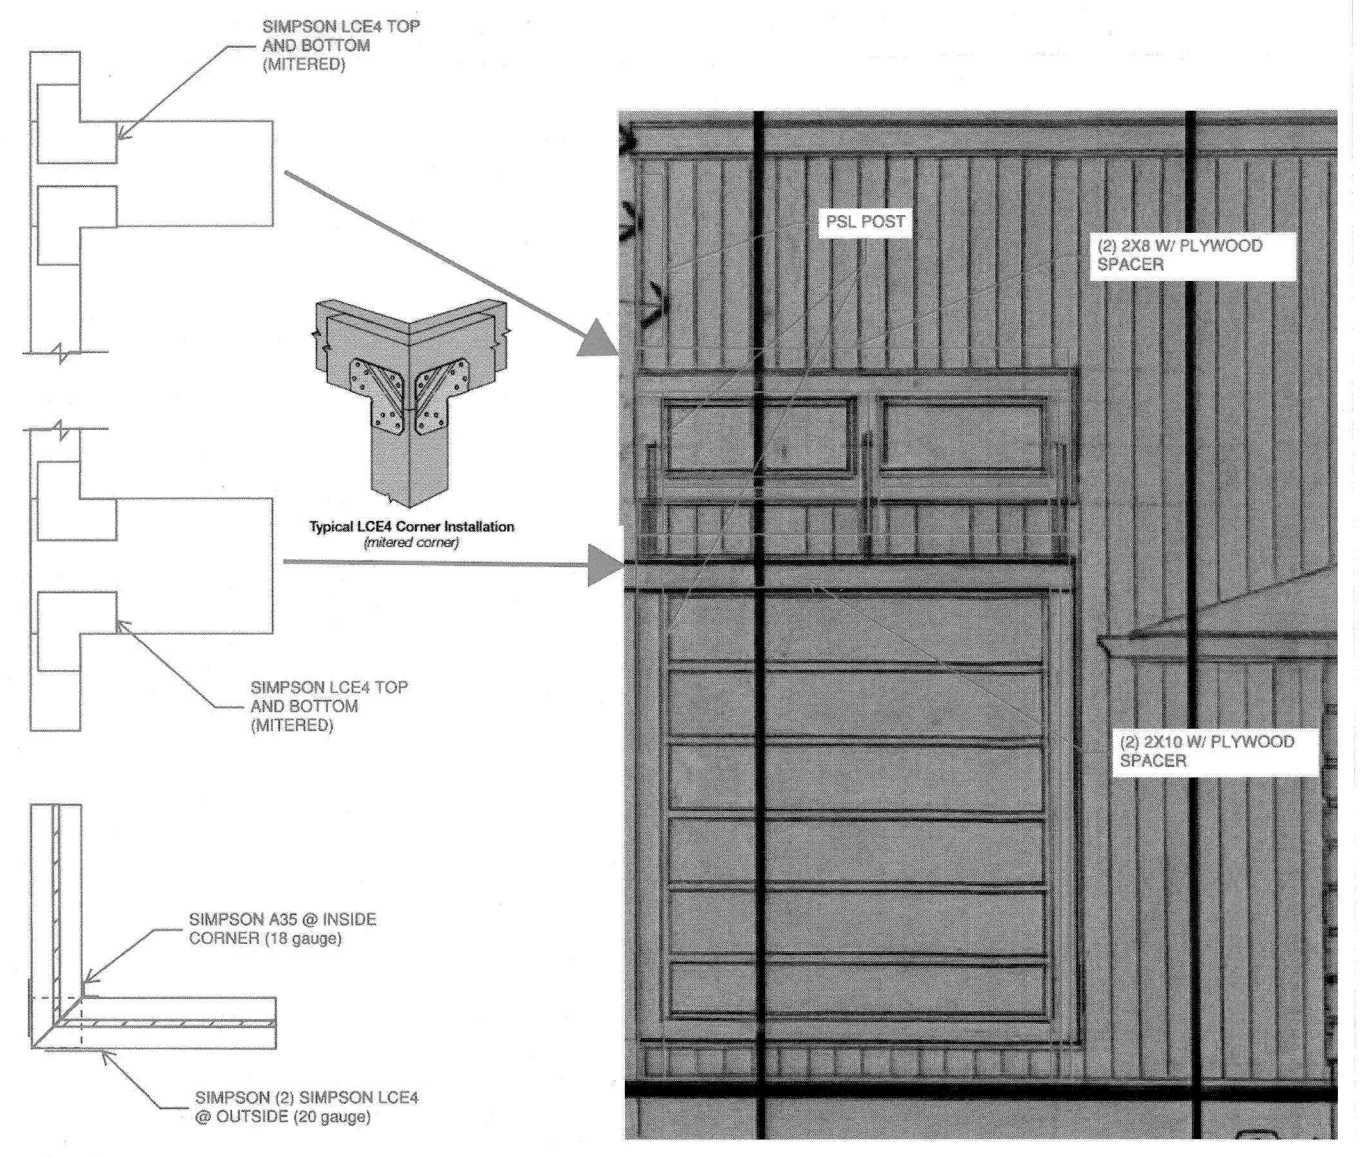 SIMPSON LCE4 TOP
AND BOTTOM
(MITERED)
PSL POST
(2) 2X8 W/ PLYWOOD
SPACER
Typical LCE4 Corner Installation
(mitered corner)
SIMPSON LCE4 TOP
AND BOTTOM
(MITERED)
(2) 2X10 W/ PLYWOOD
SPACER
SIMPSON A35 @ INSIDE
CORNER (18 gauge)
SIMPSON (2) SIMPSON LCE4
@ OUTSIDE (20 gauge)